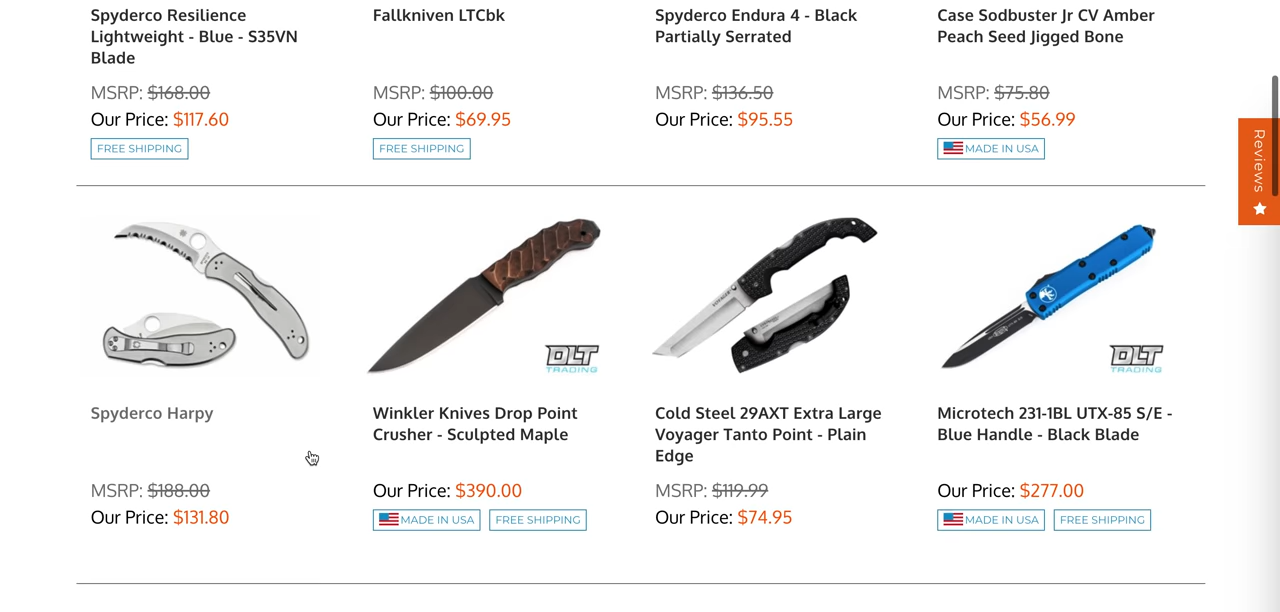 Spyderco Resilience
Lightweight - Blue - S35VN
Blade
MSRP: $168.00
Our Price: $117.60
FREE SHIPPING
Fallkniven LTCbk
MSRP: $100.00
Our Price: $69.95
FREE SHIPPING
Spyderco Endura 4 - Black
Partially Serrated
MSRP: $136.50
Our Price: $95.55
Case Sodbuster Jr CV Amber
Peach Seed Jigged Bone
MSRP: $75.80
Our Price: $56.99
MADE IN USA
Reviews
Spyderco Harpy
MSRP: $188.00
Our Price: $131.80
DLT
TRADING
Winkler Knives Drop Point
Crusher - Sculpted Maple
Our Price: $390.00
MADE IN USA
FREE SHIPPING
VOYAGER
Cold Steel 29AXT Extra Large
Voyager Tanto Point - Plain
Edge
MSRP: $119.99
Our Price: $74.95
DLT
TRADING
Microtech 231-1BL UTX-85 S/E -
Blue Handle - Black Blade
Our Price: $277.00
MADE IN USA
FREE SHIPPING